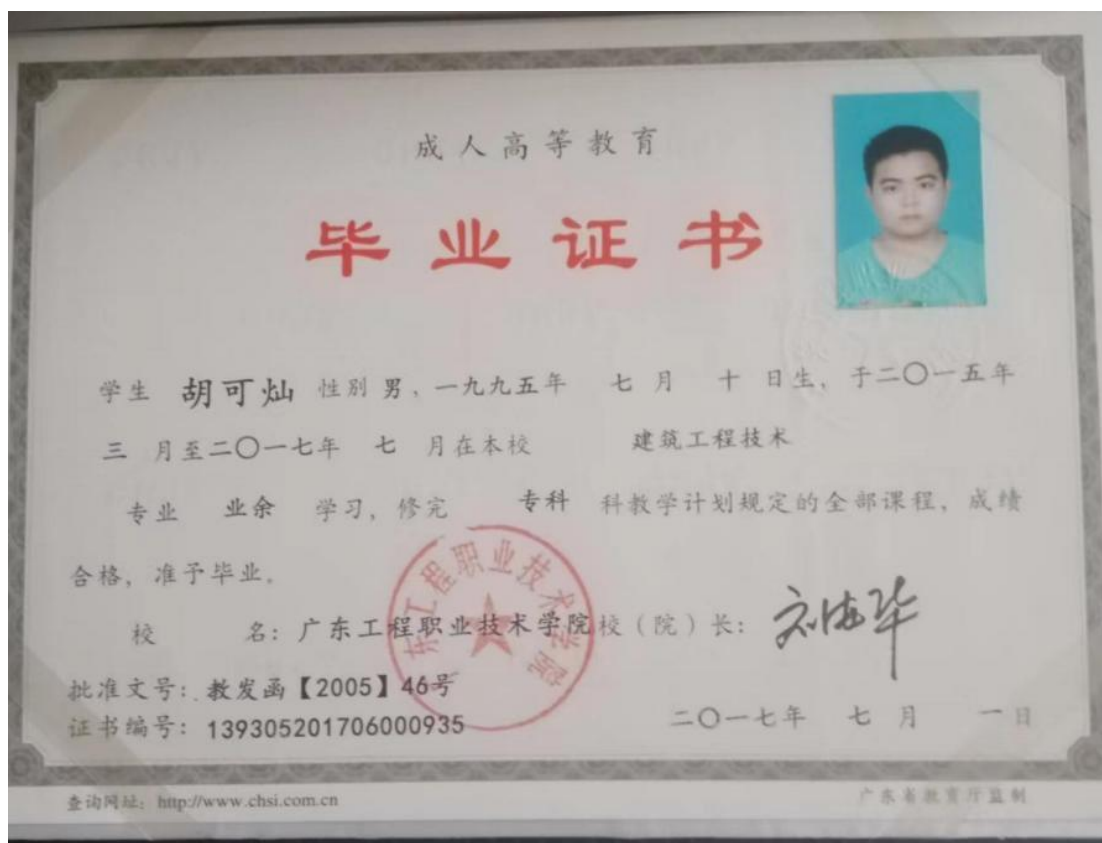 成人高等教育
毕业证书
学生 胡可灿 性别 男，一九九五年 七 月 十 日生，于二〇一五年
三 月至二〇一七年 七 月在本校 建筑工程技术
专业 业余 学习，修完 专科 科教学计划规定的全部课程，成绩
合格，准予毕业。
校 名：广东工程职业技术学院 校（院）长：
批准文号：教发函【2005】46号
证书编号：139305201706000935
二〇一七年 七 月 一日
查询网址：http://www.chsi.com.cn
广东省教育厅监制